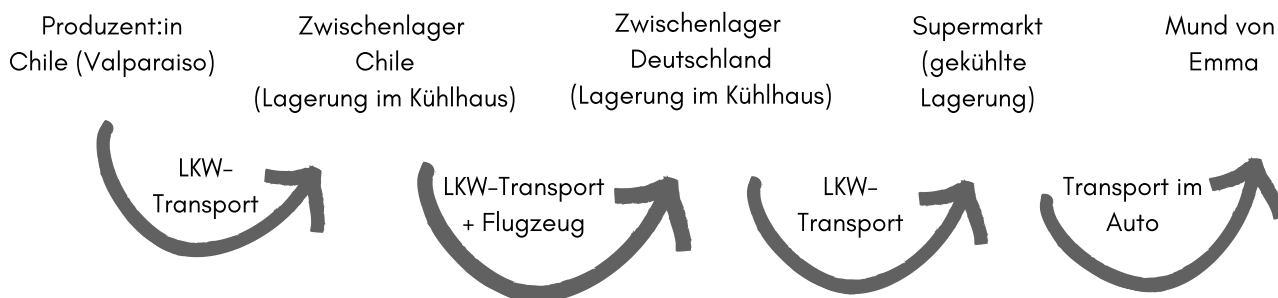 Produzent:in
Chile (Valparaiso)
Zwischenlager
Chile
(Lagerung im Kühlhaus)
Zwischenlager
Deutschland
(Lagerung im Kühlhaus)
Supermarkt
(gekühlte
Lagerung)
Mund von
Emma
LKW-
Transport
LKW-Transport
+ Flugzeug
LKW-
Transport
Transport im
Auto